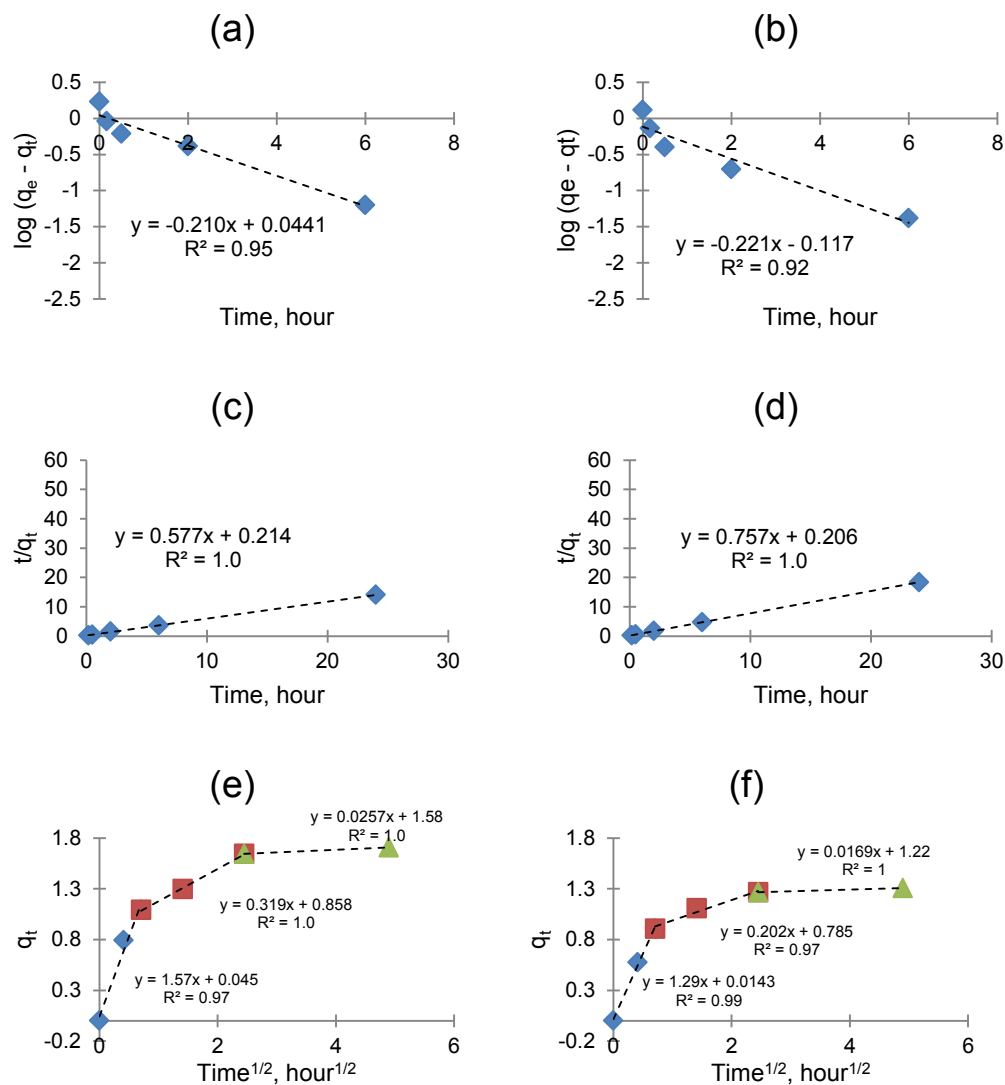 (a)
0.5
0
-0.5
-1
-1.5
-2
-2.5
0
2
4
6
8
log (qe - qt)
y = -0.210x + 0.0441
R² = 0.95
Time, hour
(b)
0.5
0
-0.5
-1
-1.5
-2
-2.5
0
2
4
6
8
log (qe - qt)
y = -0.221x - 0.117
R² = 0.92
Time, hour
(c)
60
50
40
30
20
10
0
t/qt
y = 0.577x + 0.214
R² = 1.0
0
10
20
30
Time, hour
(d)
60
50
40
30
20
10
0
t/qt
y = 0.757x + 0.206
R² = 1.0
0
10
20
30
Time, hour
(e)
1.8
1.3
0.8
0.3
-0.2
qt
y = 0.0257x + 1.58
R² = 1.0
y = 0.319x + 0.858
R² = 1.0
y = 1.57x + 0.045
R² = 0.97
0
2
4
6
Time1/2, hour1/2
(f)
1.8
1.3
0.8
0.3
-0.2
qt
y = 0.0169x + 1.22
R² = 1
y = 0.202x + 0.785
R² = 0.97
y = 1.29x + 0.0143
R² = 0.99
0
2
4
6
Time1/2, hour1/2